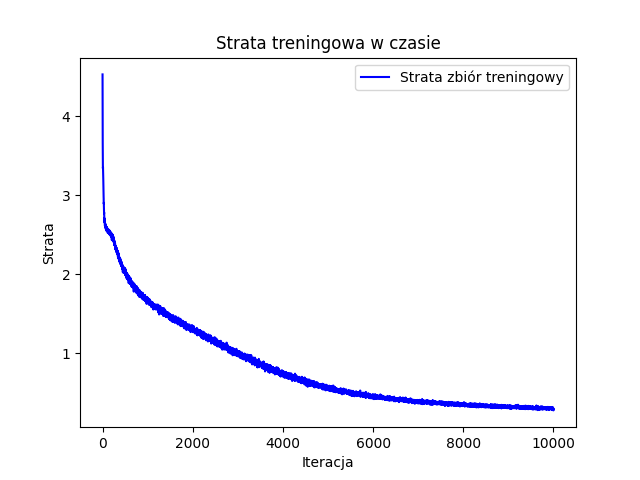 Strata treningowa w czasie
Strata zbiór treningowy
Strata
4
3
2
1
0 2000 4000 6000 8000 10000
Iteracja